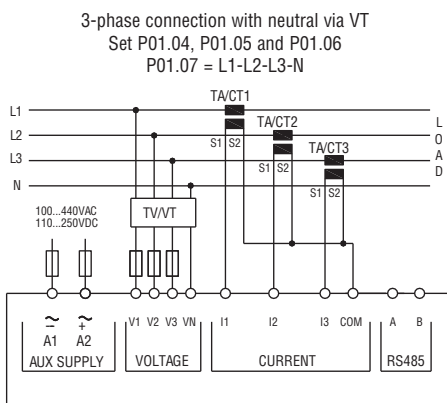 3-phase connection with neutral via VT
Set P01.04, P01.05 and P01.06
P01.07 = L1-L2-L3-N
TA/CT1
L1
TA/CT2
L2
S1 S2
TA/CT3
L3
S1 S2
N
S1 S2
LOAD
100...440VAC
110...250VDC
TV/VT
V1 V2 V3 VN I1 I2 I3 COM A B
~ ~
− +
A1 A2
AUX SUPPLY VOLTAGE CURRENT RS485